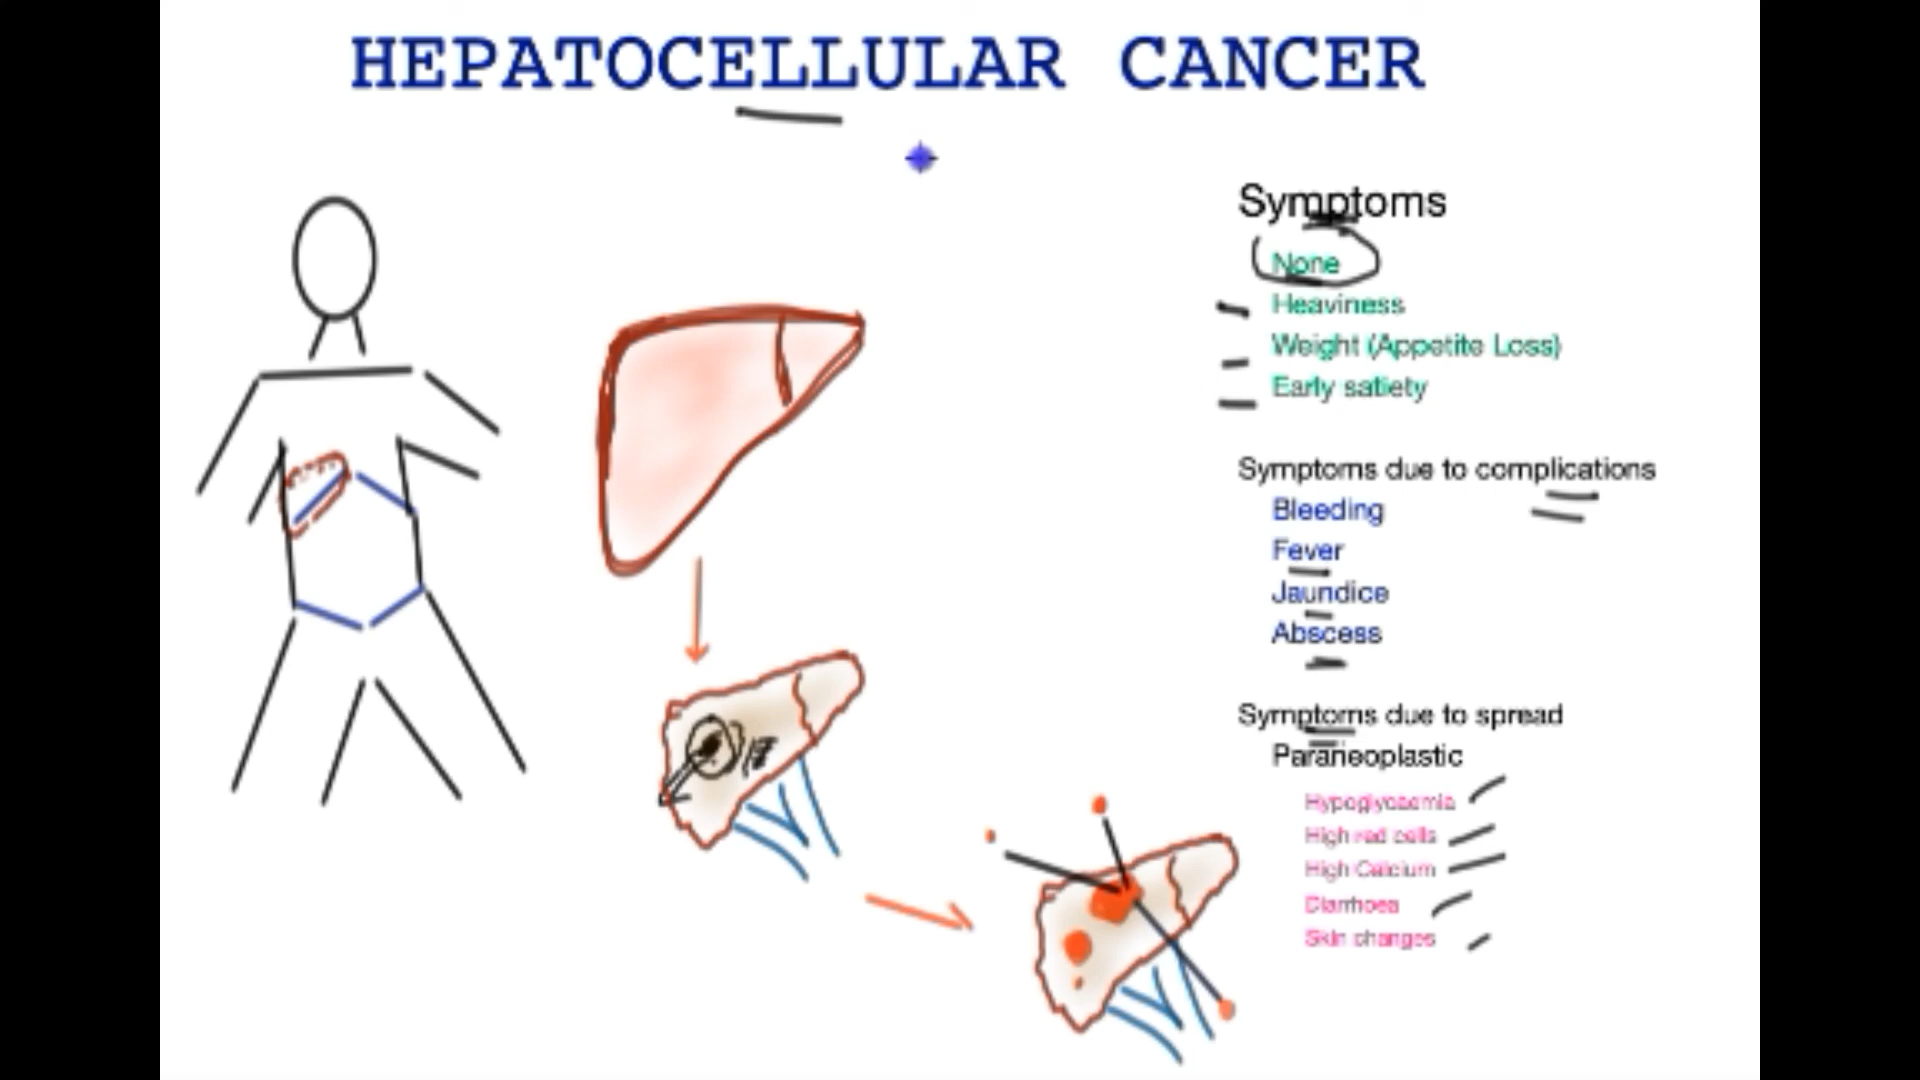 HEPATOCELLULAR CANCER
Symptoms
None
Heaviness
Weight (Appetite Loss)
Early satiety
Symptoms due to complications
Bleeding
Fever
Jaundice
Abscess
Symptoms due to spread
Paraneoplastic
Hypoglycaemia
High red cells
High Calcium
Diarrhoea
Skin changes